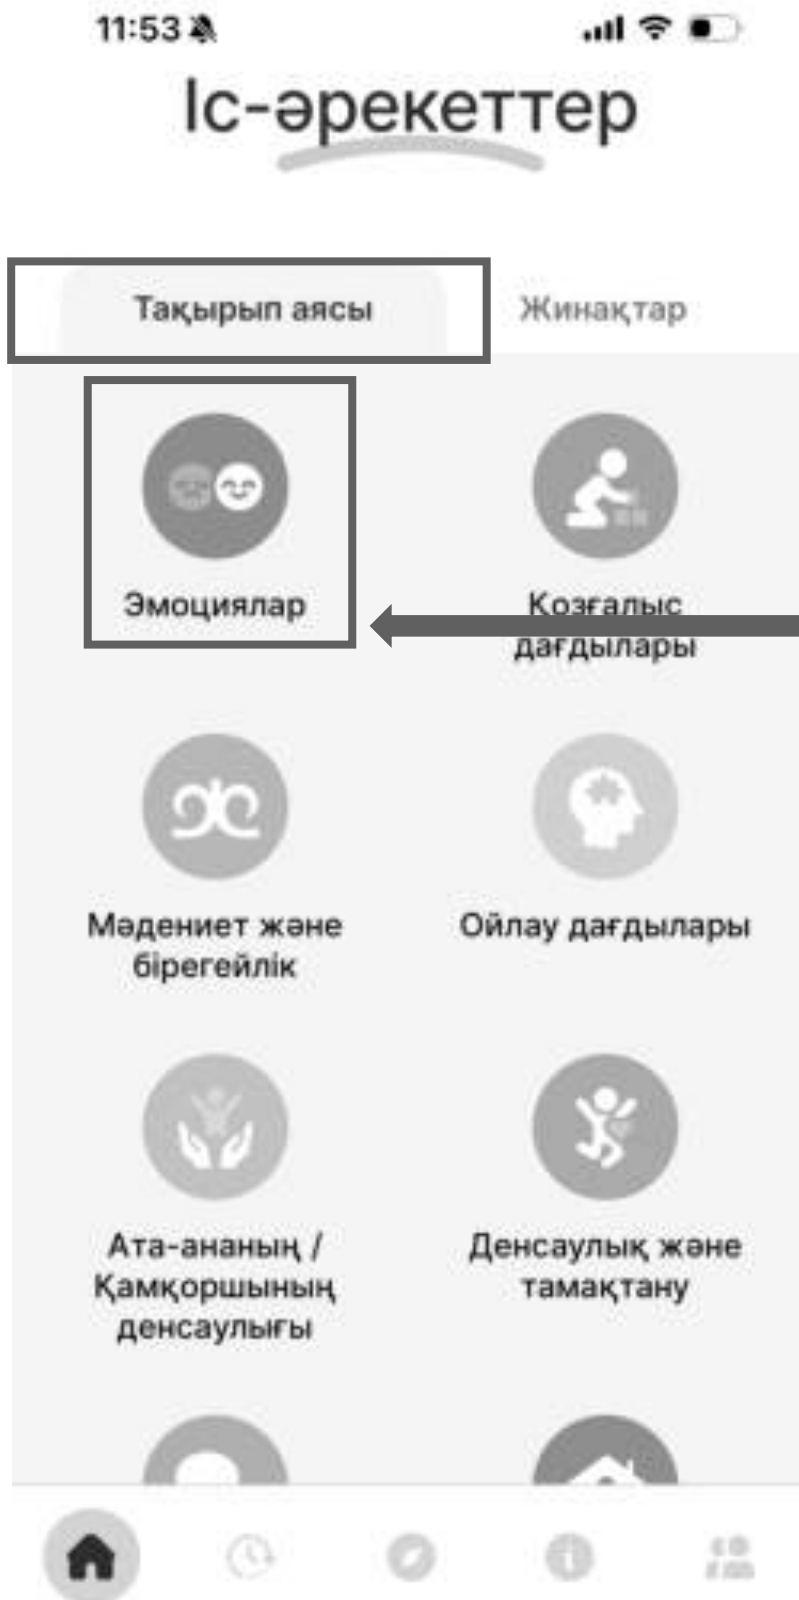 11:53
Іс-әрекеттер
Тақырып аясы
Жинақтар
Эмоциялар
Қозғалыс
дағдылары
Мәдениет және
бірегейлік
Ойлау дағдылары
Ата-ананың /
Қамқоршының
денсаулығы
Денсаулық және
тамақтану